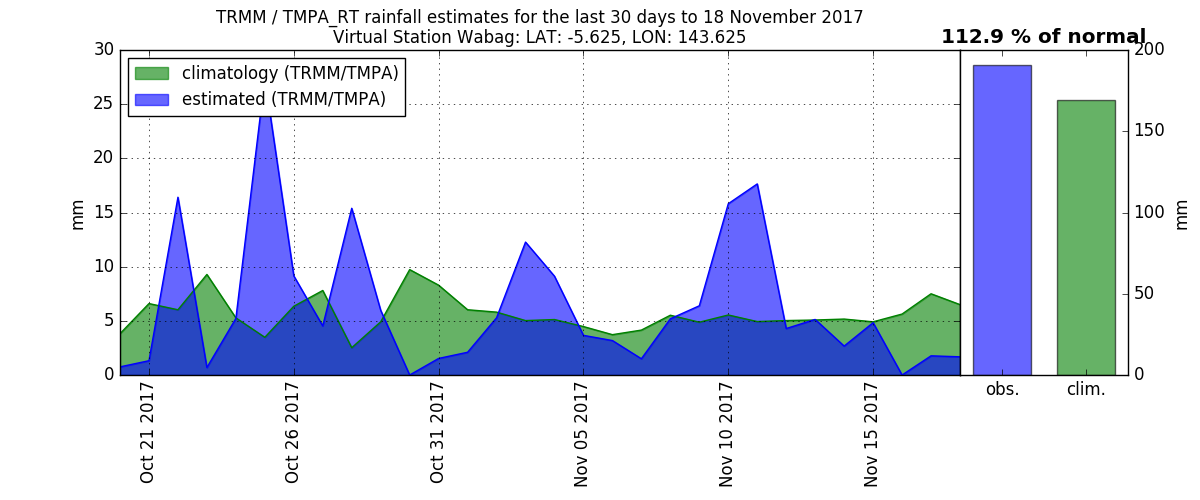 TRMM / TMPA_RT rainfall estimates for the last 30 days to 18 November 2017
Virtual Station Wabag: LAT: -5.625, LON: 143.625
112.9 % of normal
climatology (TRMM/TMPA)
estimated (TRMM/TMPA)
30
25
20
15
10
5
0
mm
Oct 21 2017
Oct 26 2017
Oct 31 2017
Nov 05 2017
Nov 10 2017
Nov 15 2017
200
150
100
50
0
mm
obs.
clim.